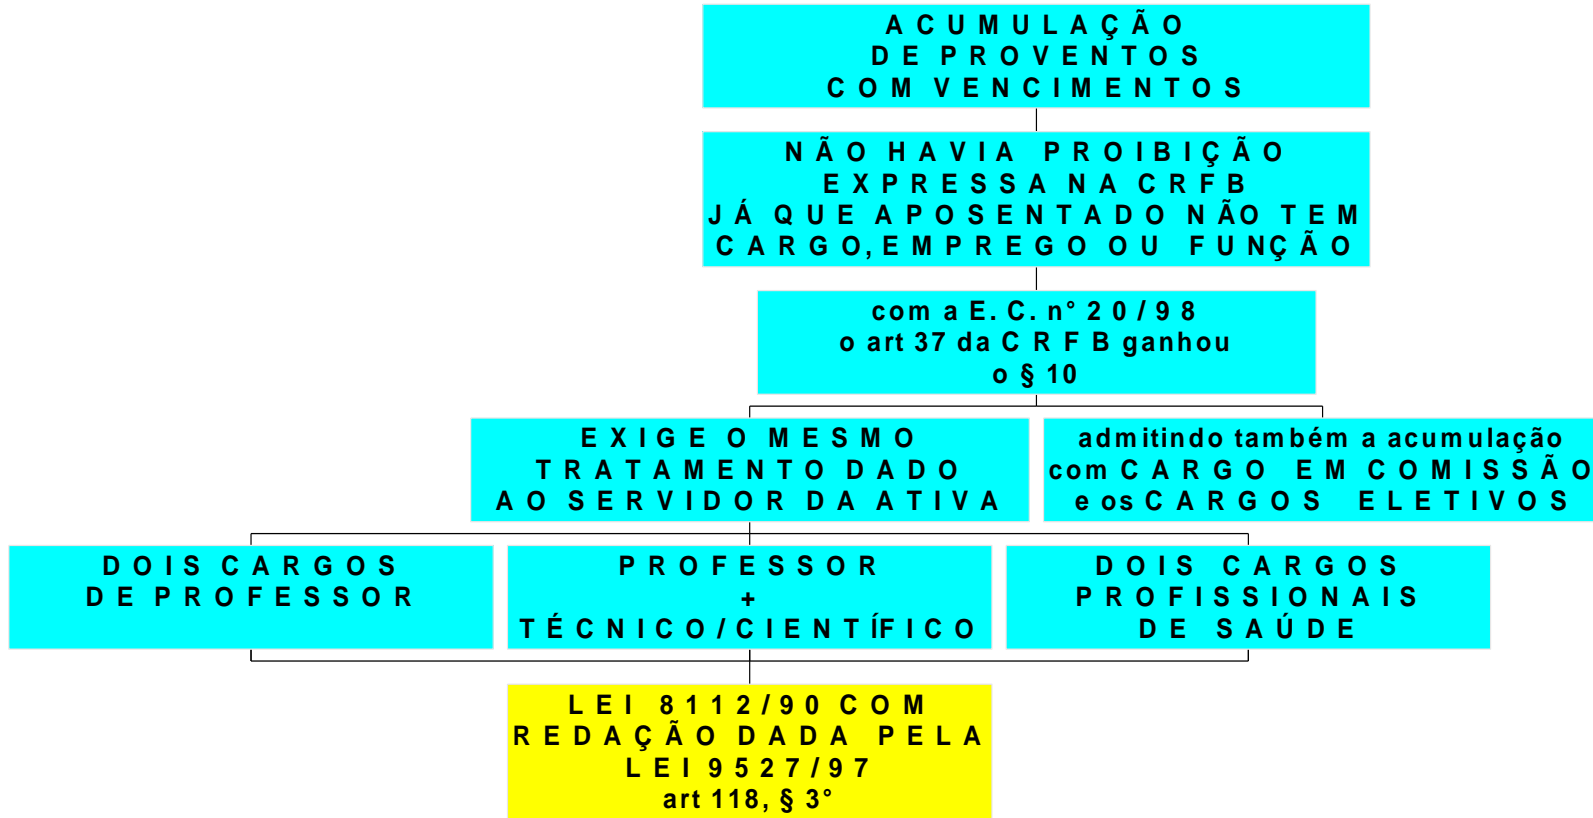 ACUMULAÇÃO
DE PROVENTOS
COM VENCIMENTOS
NÃO HAVIA PROIBIÇÃO
EXPRESSA NA CRFB
JÁ QUE APOSENTADO NÃO TEM
CARGO, EMPREGO OU FUNÇÃO
com a E. C. n° 20/98
o art 37 da CRFB ganhou
o § 10
EXIGE O MESMO
TRATAMENTO DADO
AO SERVIDOR DA ATIVA
admitindo também a acumulação
com CARGO EM COMISSÃO
e os CARGOS ELETIVOS
DOIS CARGOS
DE PROFESSOR
PROFESSOR
+
TÉCNICO/CIENTÍFICO
DOIS CARGOS
PROFISSIONAIS
DE SAÚDE
LEI 8112/90 COM
REDAÇÃO DADA PELA
LEI 9527/97
art 118, § 3°